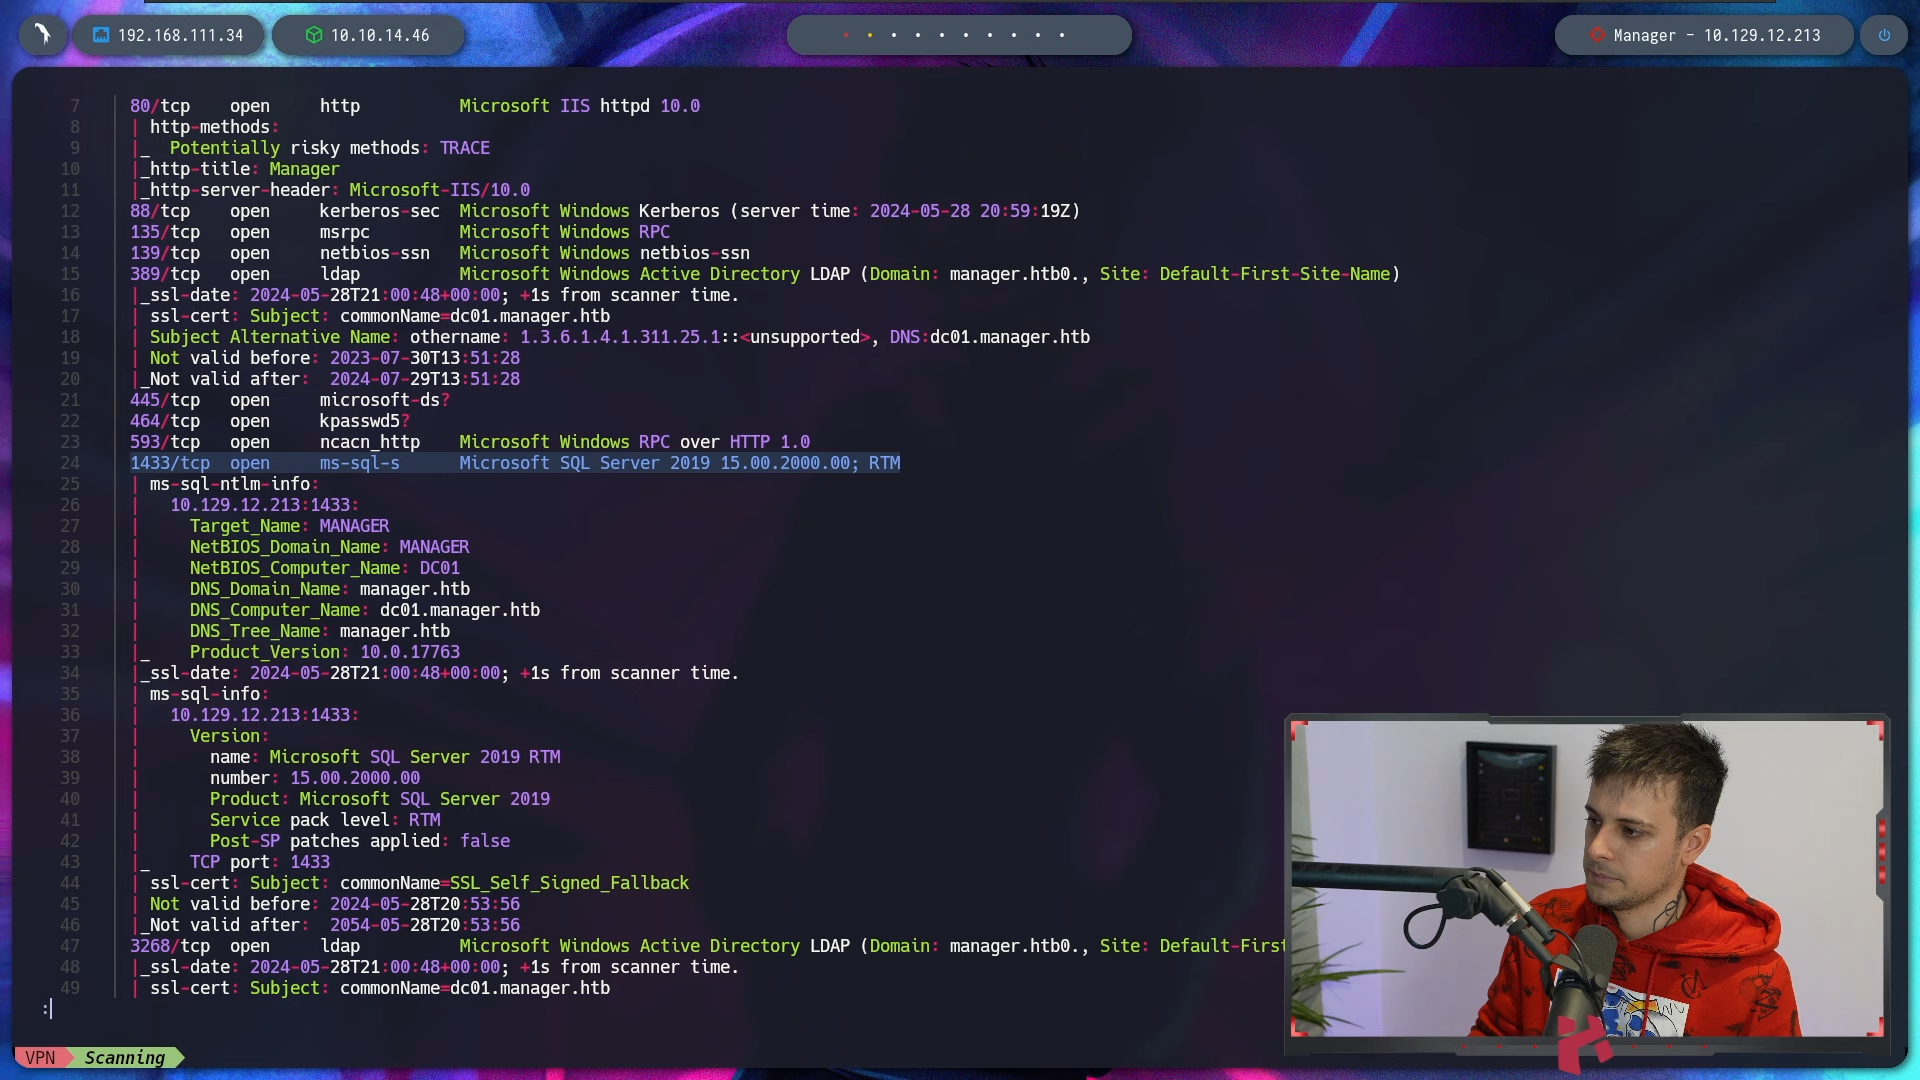 192.168.111.34 10.10.14.46 Manager - 10.129.12.213
7 80/tcp open http Microsoft IIS httpd 10.0
8 | http-methods:
9 |_ Potentially risky methods: TRACE
10 |_http-title: Manager
11 |_http-server-header: Microsoft-IIS/10.0
12 88/tcp open kerberos-sec Microsoft Windows Kerberos (server time: 2024-05-28 20:59:19Z)
13 135/tcp open msrpc Microsoft Windows RPC
14 139/tcp open netbios-ssn Microsoft Windows netbios-ssn
15 389/tcp open ldap Microsoft Windows Active Directory LDAP (Domain: manager.htb0., Site: Default-First-Site-Name)
16 |_ssl-date: 2024-05-28T21:00:48+00:00; +1s from scanner time.
17 | ssl-cert: Subject: commonName=dc01.manager.htb
18 | Subject Alternative Name: othername: 1.3.6.1.4.1.311.25.1::<unsupported>, DNS:dc01.manager.htb
19 | Not valid before: 2023-07-30T13:51:28
20 |_Not valid after: 2024-07-29T13:51:28
21 445/tcp open microsoft-ds?
22 464/tcp open kpasswd5?
23 593/tcp open ncacn_http Microsoft Windows RPC over HTTP 1.0
24 1433/tcp open ms-sql-s Microsoft SQL Server 2019 15.00.2000.00; RTM
25 | ms-sql-ntlm-info:
26 | 10.129.12.213:1433:
27 | Target_Name: MANAGER
28 | NetBIOS_Domain_Name: MANAGER
29 | NetBIOS_Computer_Name: DC01
30 | DNS_Domain_Name: manager.htb
31 | DNS_Computer_Name: dc01.manager.htb
32 | DNS_Tree_Name: manager.htb
33 |_ Product_Version: 10.0.17763
34 |_ssl-date: 2024-05-28T21:00:48+00:00; +1s from scanner time.
35 | ms-sql-info:
36 | 10.129.12.213:1433:
37 | Version:
38 | name: Microsoft SQL Server 2019 RTM
39 | number: 15.00.2000.00
40 | Product: Microsoft SQL Server 2019
41 | Service pack level: RTM
42 | Post-SP patches applied: false
43 |_ TCP port: 1433
44 | ssl-cert: Subject: commonName=SSL_Self_Signed_Fallback
45 | Not valid before: 2024-05-28T20:53:56
46 |_Not valid after: 2054-05-28T20:53:56
47 3268/tcp open ldap Microsoft Windows Active Directory LDAP (Domain: manager.htb0., Site: Default-First
48 |_ssl-date: 2024-05-28T21:00:48+00:00; +1s from scanner time.
49 | ssl-cert: Subject: commonName=dc01.manager.htb
:
VPN Scanning